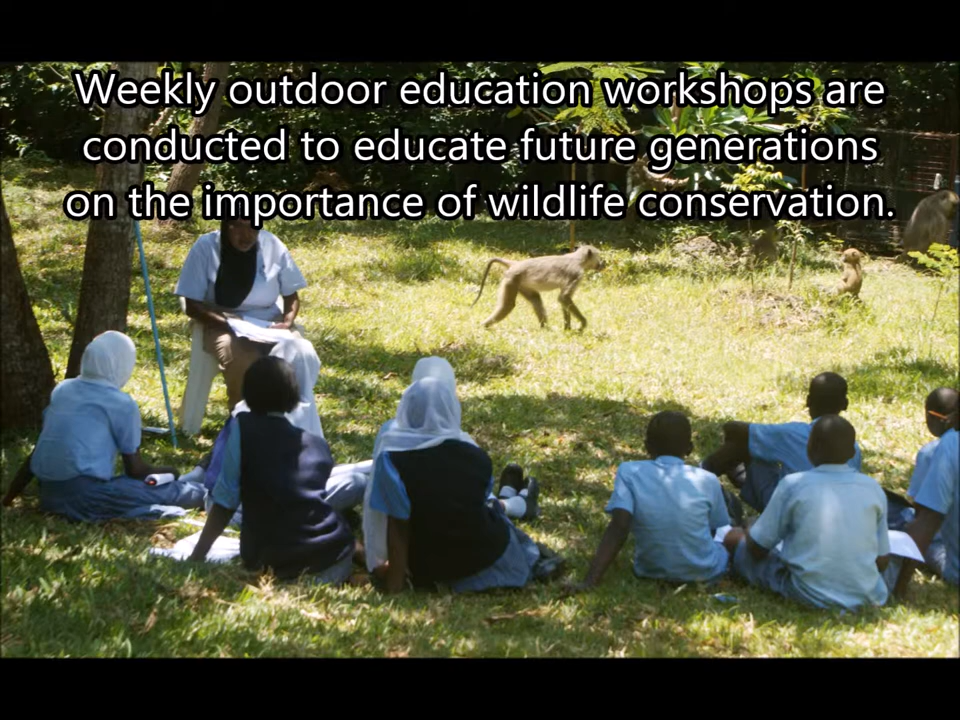 Weekly outdoor education workshops are
conducted to educate future generations
on the importance of wildlife conservation.